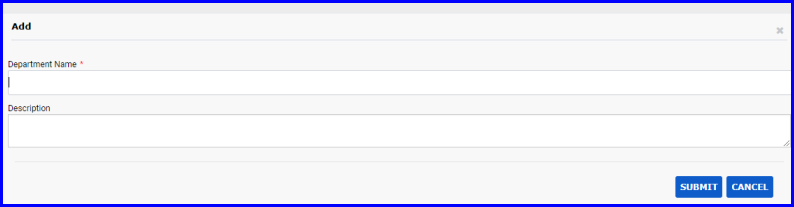 Add
Department Name *
Description
SUBMIT CANCEL